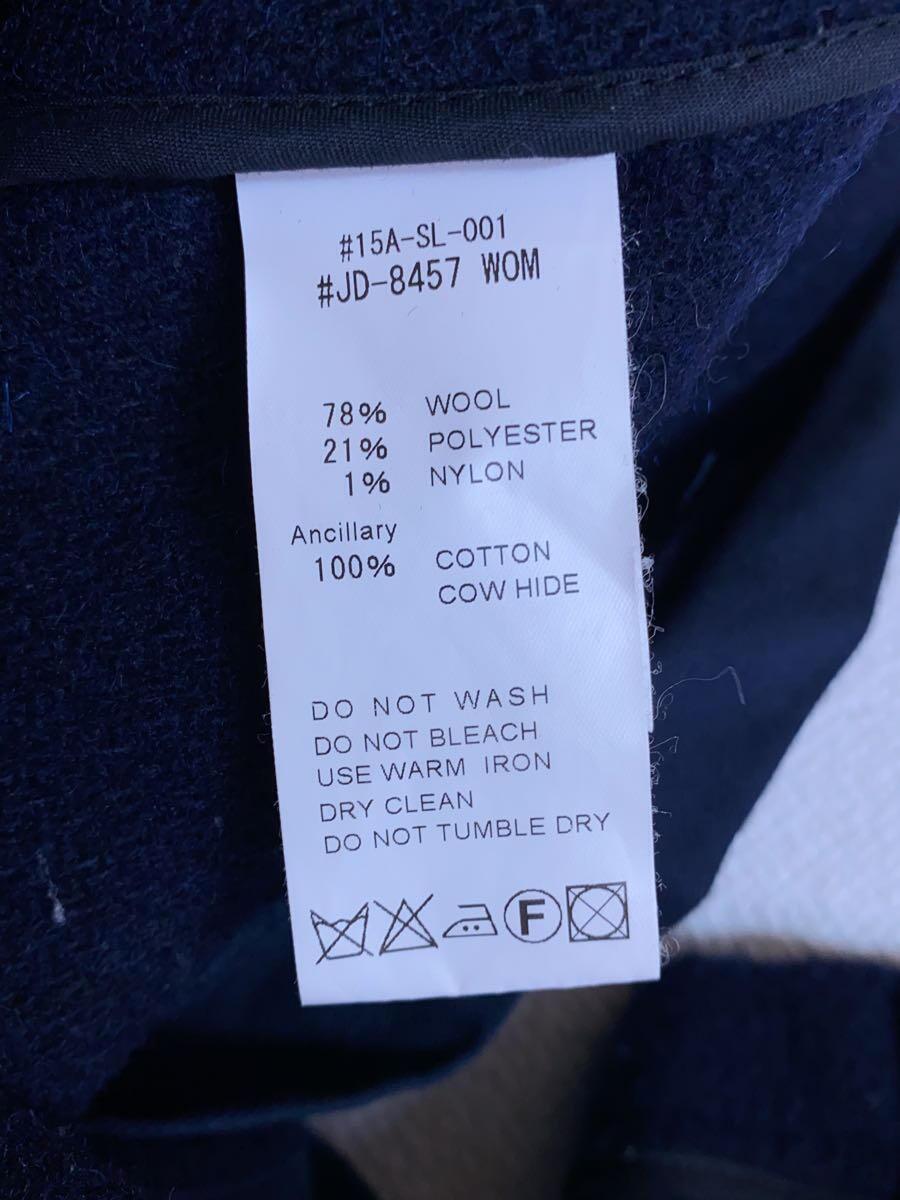 #15A-SL-001
#JD-8457 WOM
78% WOOL
21% POLYESTER
1% NYLON
Ancillary
100% COTTON
COW HIDE
DO NOT WASH
DO NOT BLEACH
USE WARM IRON
DRY CLEAN
DO NOT TUMBLE DRY
F